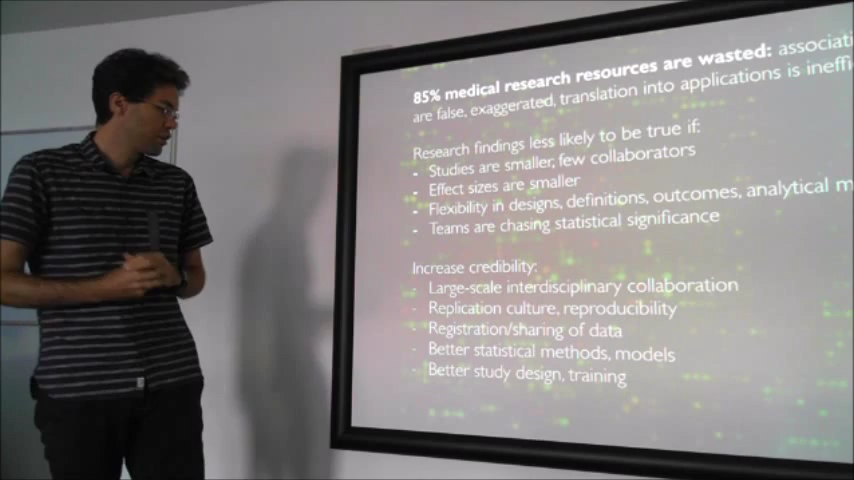 85% medical research resources are wasted: associati
are false, exaggerated, translation into applications is ineffi
Research findings less likely to be true if:
- Studies are smaller, few collaborators
- Effect sizes are smaller
- Flexibility in designs, definitions, outcomes, analytical m
- Teams are chasing statistical significance
Increase credibility:
- Large-scale interdisciplinary collaboration
- Replication culture, reproducibility
- Registration/sharing of data
- Better statistical methods, models
- Better study design, training